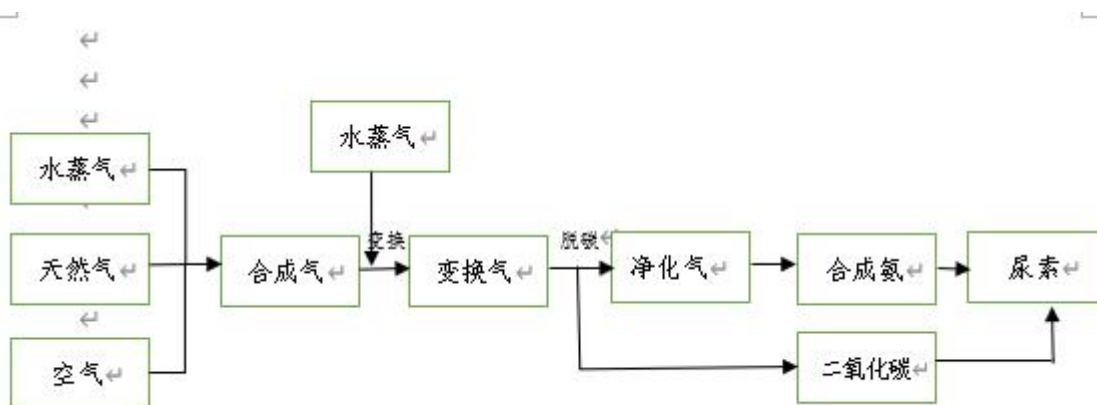 水蒸气
水蒸气
天然气
合成气
变换
变换气
脱碳
净化气
合成氨
尿素
空气
二氧化碳